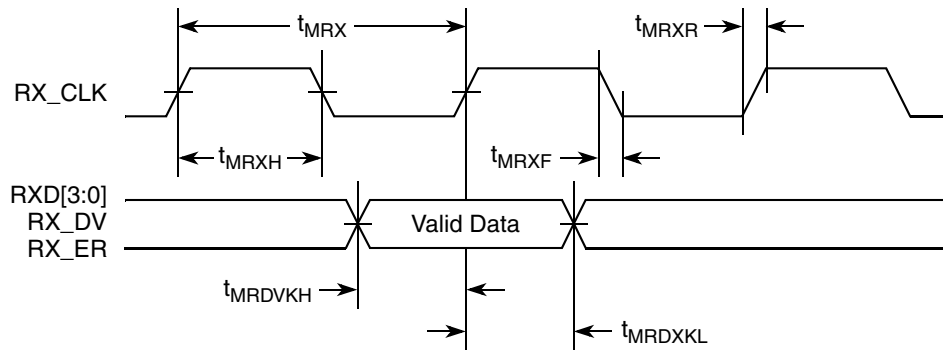 tMRX
tMRXR
RX_CLK
tMRXH
tMRXF
RXD[3:0]
RX_DV
RX_ER
Valid Data
tMRDVKH
tMRDXKL